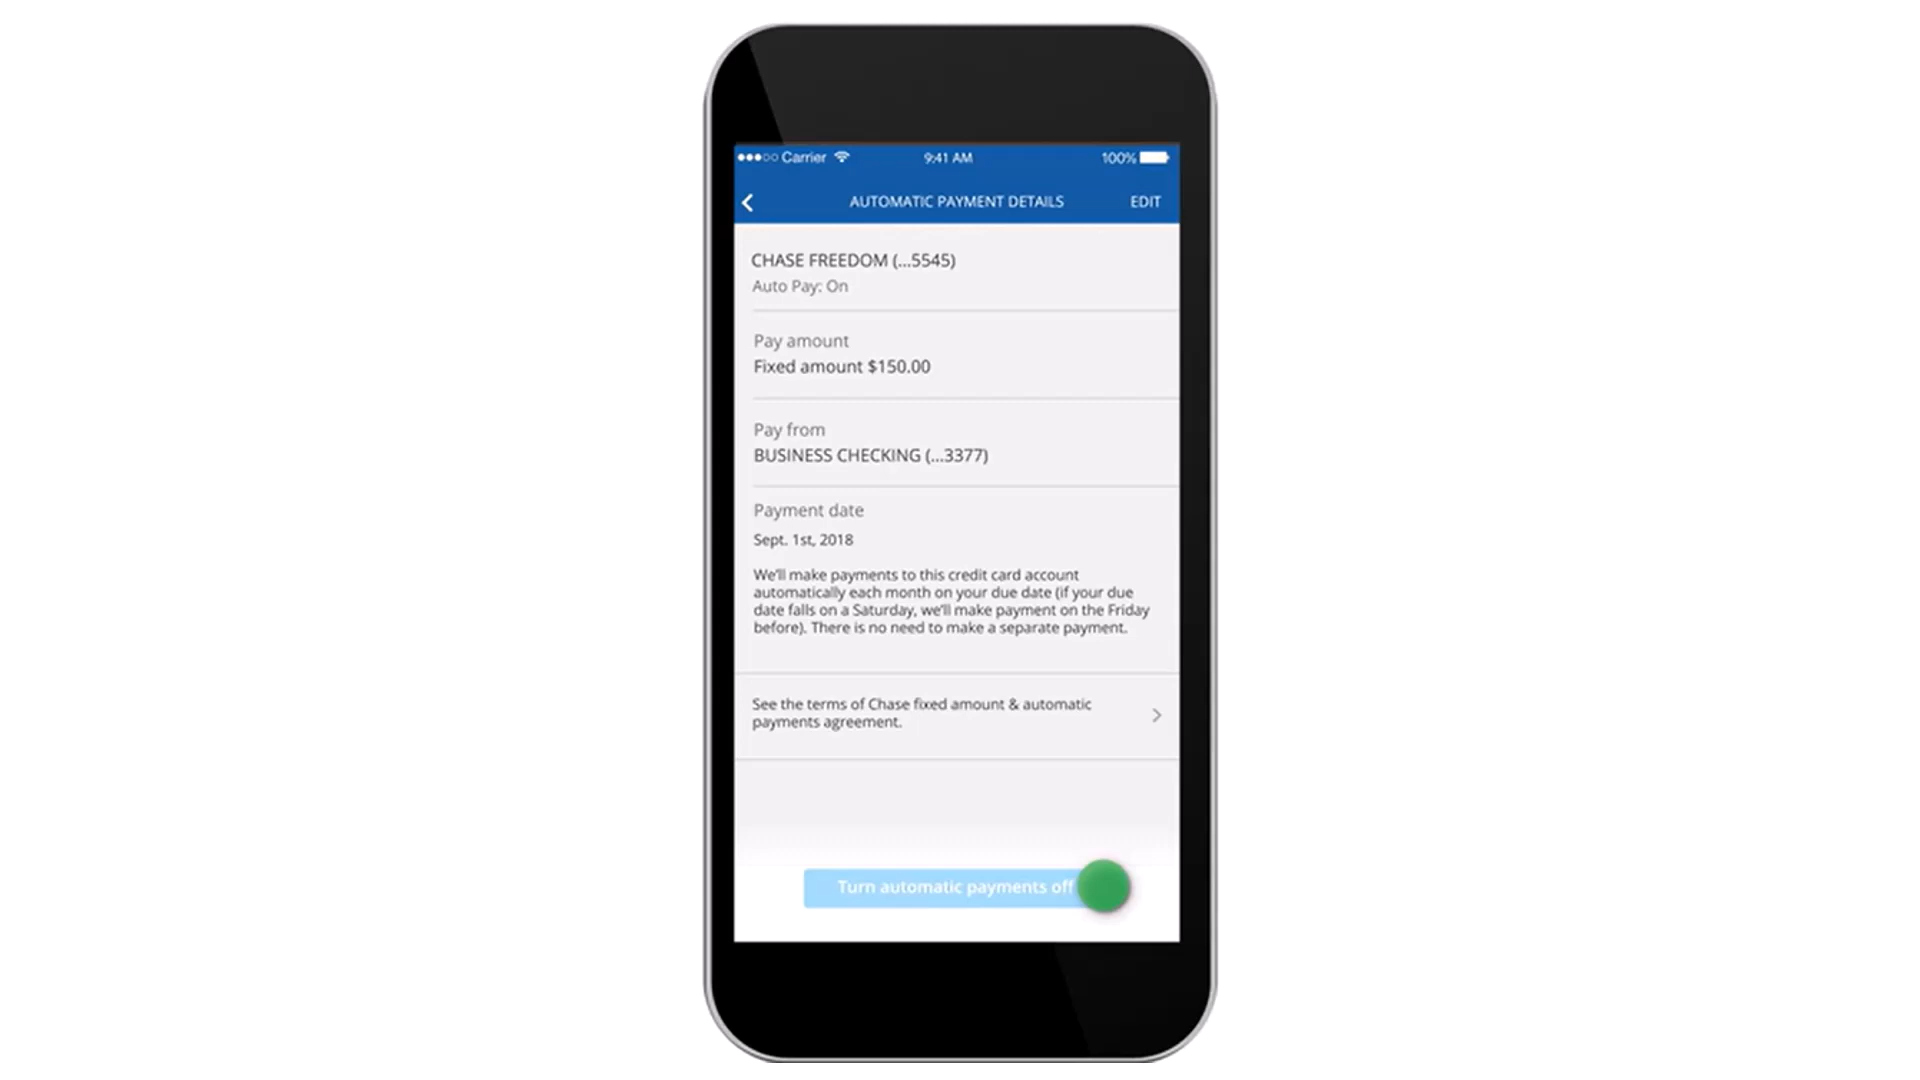 Carrier 9:41 AM 100%
AUTOMATIC PAYMENT DETAILS EDIT
CHASE FREEDOM (...5545)
Auto Pay: On
Pay amount
Fixed amount $150.00
Pay from
BUSINESS CHECKING (...3377)
Payment date
Sept. 1st, 2018
We'll make payments to this credit card account
automatically each month on your due date (if your due
date falls on a Saturday, we'll make payment on the Friday
before). There is no need to make a separate payment.
See the terms of Chase fixed amount & automatic
payments agreement.
Turn automatic payments off